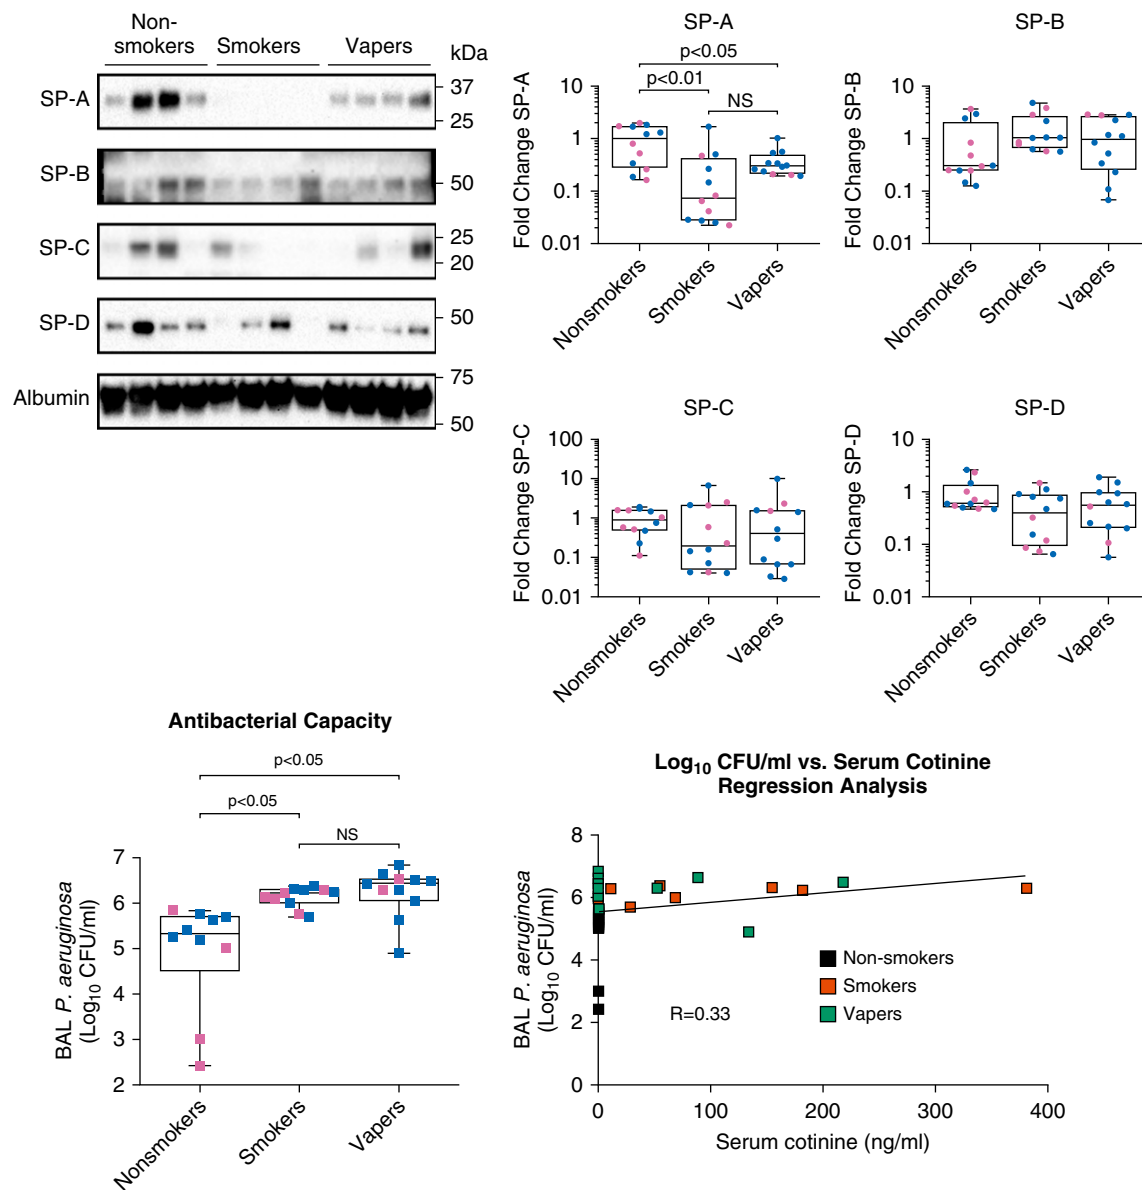 Non-
smokers Smokers Vapers
kDa
SP-A
37
25
SP-B
50
SP-C
25
20
SP-D
50
Albumin
75
50
SP-A
p<0.05
p<0.01
NS
Fold Change SP-A
10
1
0.1
0.01
Nonsmokers
Smokers
Vapers
SP-B
Fold Change SP-B
10
1
0.1
0.01
Nonsmokers
Smokers
Vapers
SP-C
Fold Change SP-C
100
10
1
0.1
0.01
Nonsmokers
Smokers
Vapers
SP-D
Fold Change SP-D
10
1
0.1
0.01
Nonsmokers
Smokers
Vapers
Antibacterial Capacity
p<0.05
p<0.05
NS
BAL P. aeruginosa
(Log10 CFU/ml)
7
6
5
4
3
2
Nonsmokers
Smokers
Vapers
Log10 CFU/ml vs. Serum Cotinine
Regression Analysis
BAL P. aeruginosa
(Log10 CFU/ml)
8
6
4
2
0
Non-smokers
Smokers
Vapers
R=0.33
0 100 200 300 400
Serum cotinine (ng/ml)